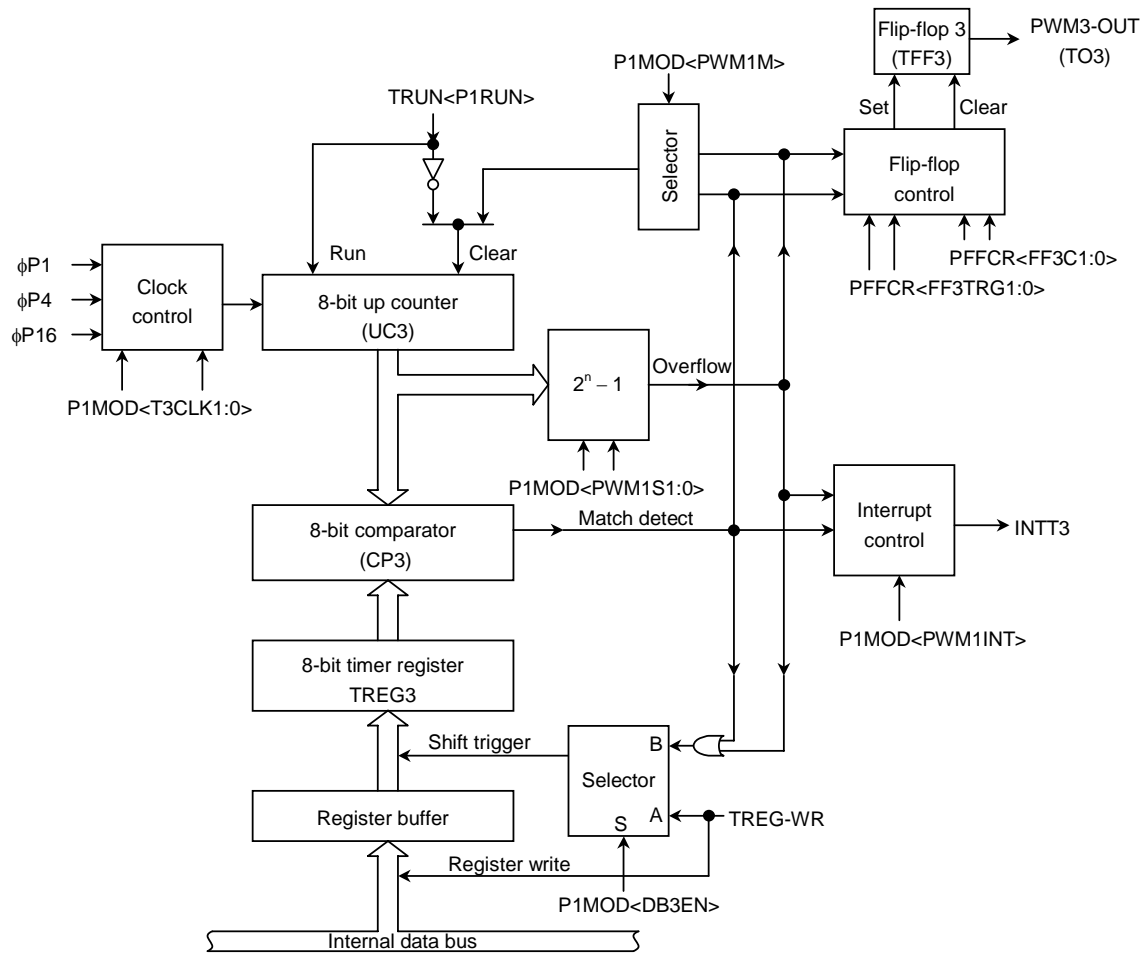 Flip-flop 3
(TFF3)
PWM3-OUT
(TO3)
P1MOD<PWM1M>
TRUN<P1RUN>
Set
Clear
Selector
Flip-flop
control
Run
Clear
PFFCR<FF3C1:0>
PFFCR<FF3TRG1:0>
ϕP1
ϕP4
ϕP16
Clock
control
8-bit up counter
(UC3)
P1MOD<T3CLK1:0>
2ⁿ − 1
Overflow
P1MOD<PWM1S1:0>
8-bit comparator
(CP3)
Match detect
Interrupt
control
INTT3
P1MOD<PWM1INT>
8-bit timer register
TREG3
Shift trigger
B
Selector
A
S
TREG-WR
Register buffer
Register write
P1MOD<DB3EN>
Internal data bus